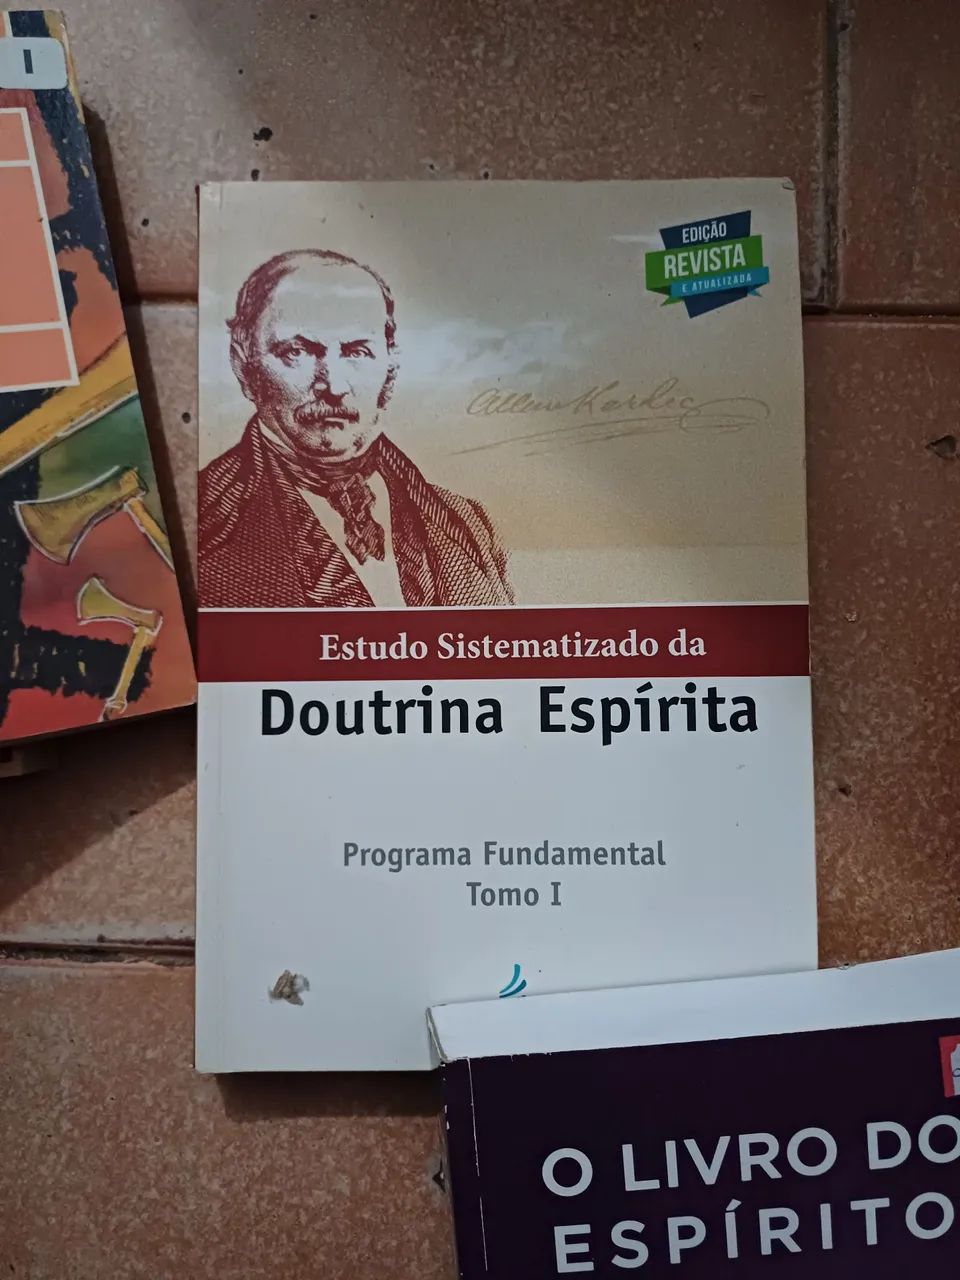 I
EDIÇÃO
REVISTA
E ATUALIZADA
Allan Kardec
Estudo Sistematizado da
Doutrina Espírita
Programa Fundamental
Tomo I
O LIVRO DO
ESPÍRITO